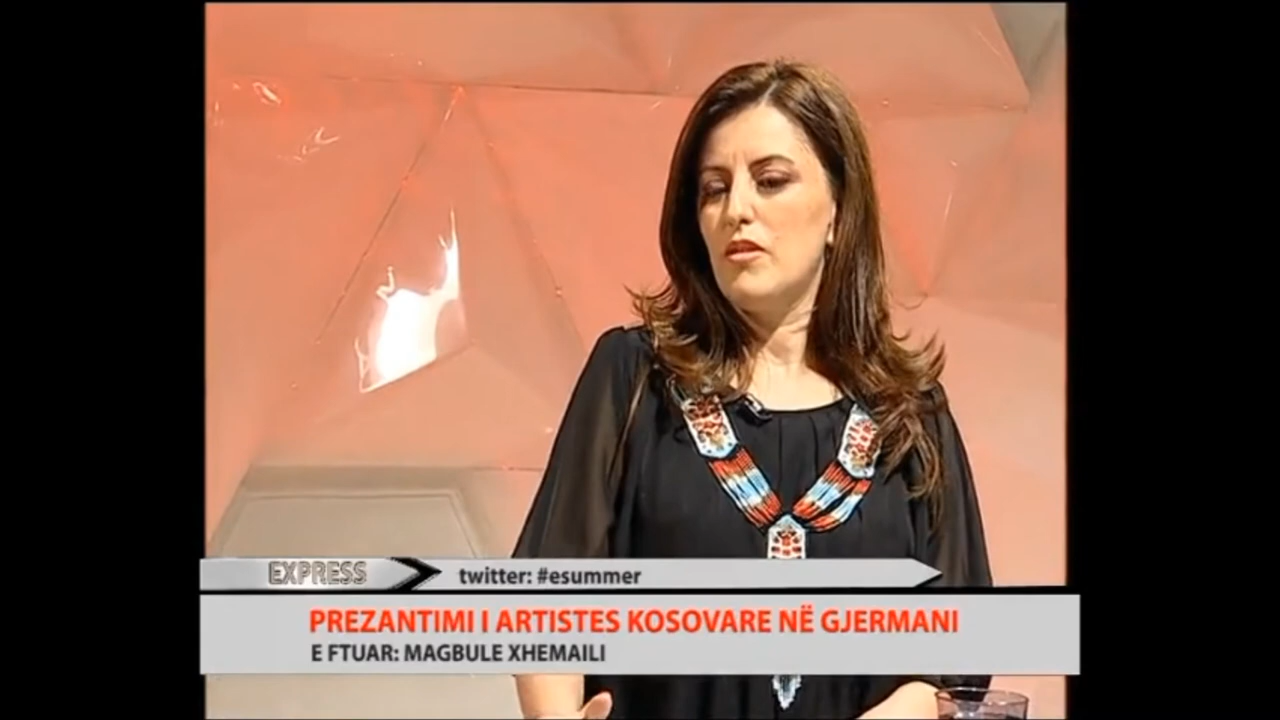 EXPRESS
twitter: #esummer
PREZANTIMI I ARTISTES KOSOVARE NË GJERMANI
E FTUAR: MAGBULE XHEMAILI